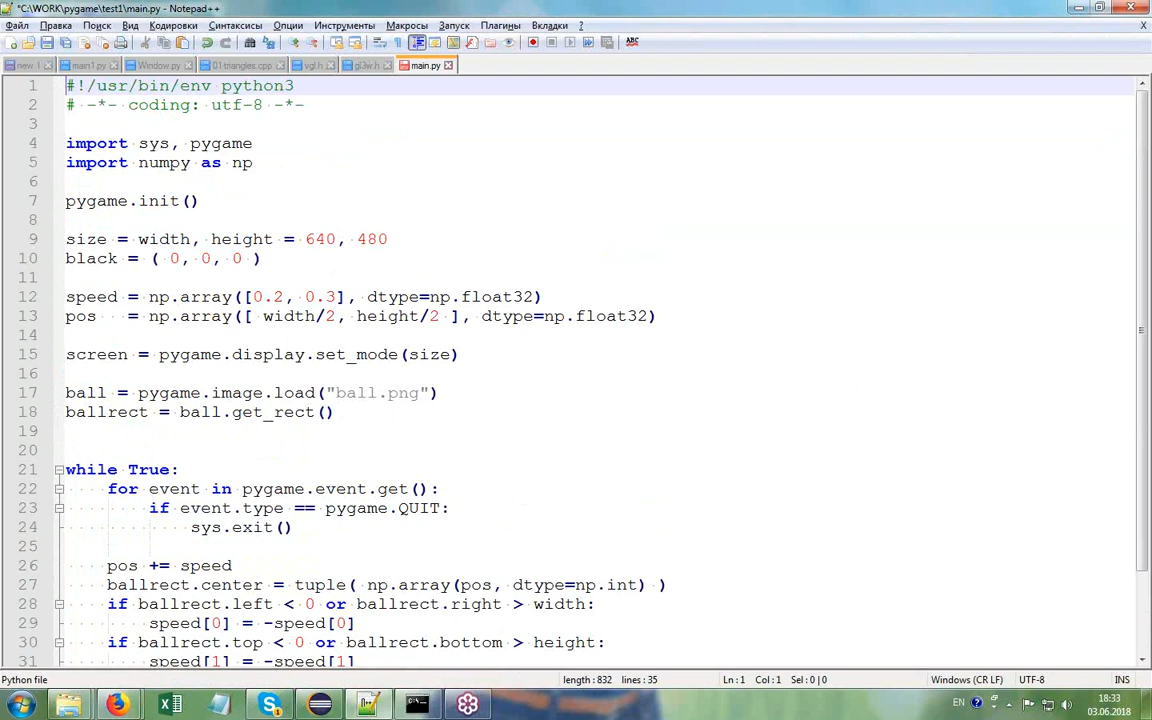 *C:\WORK\pygame\test1\main.py - Notepad++
Файл Правка Поиск Вид Кодировки Синтаксисы Опции Инструменты Макросы Запуск Плагины Вкладки ? X
new 1 main1.py Window.py 01-triangles.cpp vgl.h gl3w.h main.py
1 #!/usr/bin/env python3
2 # -*- coding: utf-8 -*-
3
4 import sys, pygame
5 import numpy as np
6
7 pygame.init()
8
9 size = width, height = 640, 480
10 black = ( 0, 0, 0 )
11
12 speed = np.array([0.2, 0.3], dtype=np.float32)
13 pos   = np.array([ width/2, height/2 ], dtype=np.float32)
14
15 screen = pygame.display.set_mode(size)
16
17 ball = pygame.image.load("ball.png")
18 ballrect = ball.get_rect()
19
20
21 while True:
22     for event in pygame.event.get():
23         if event.type == pygame.QUIT:
24             sys.exit()
25
26     pos += speed
27     ballrect.center = tuple( np.array(pos, dtype=np.int) )
28     if ballrect.left < 0 or ballrect.right > width:
29         speed[0] = -speed[0]
30     if ballrect.top < 0 or ballrect.bottom > height:
31         speed[1] = -speed[1]
Python file length : 832 lines : 35 Ln : 1 Col : 1 Sel : 0 | 0 Windows (CR LF) UTF-8 INS
EN 18:33
03.06.2018